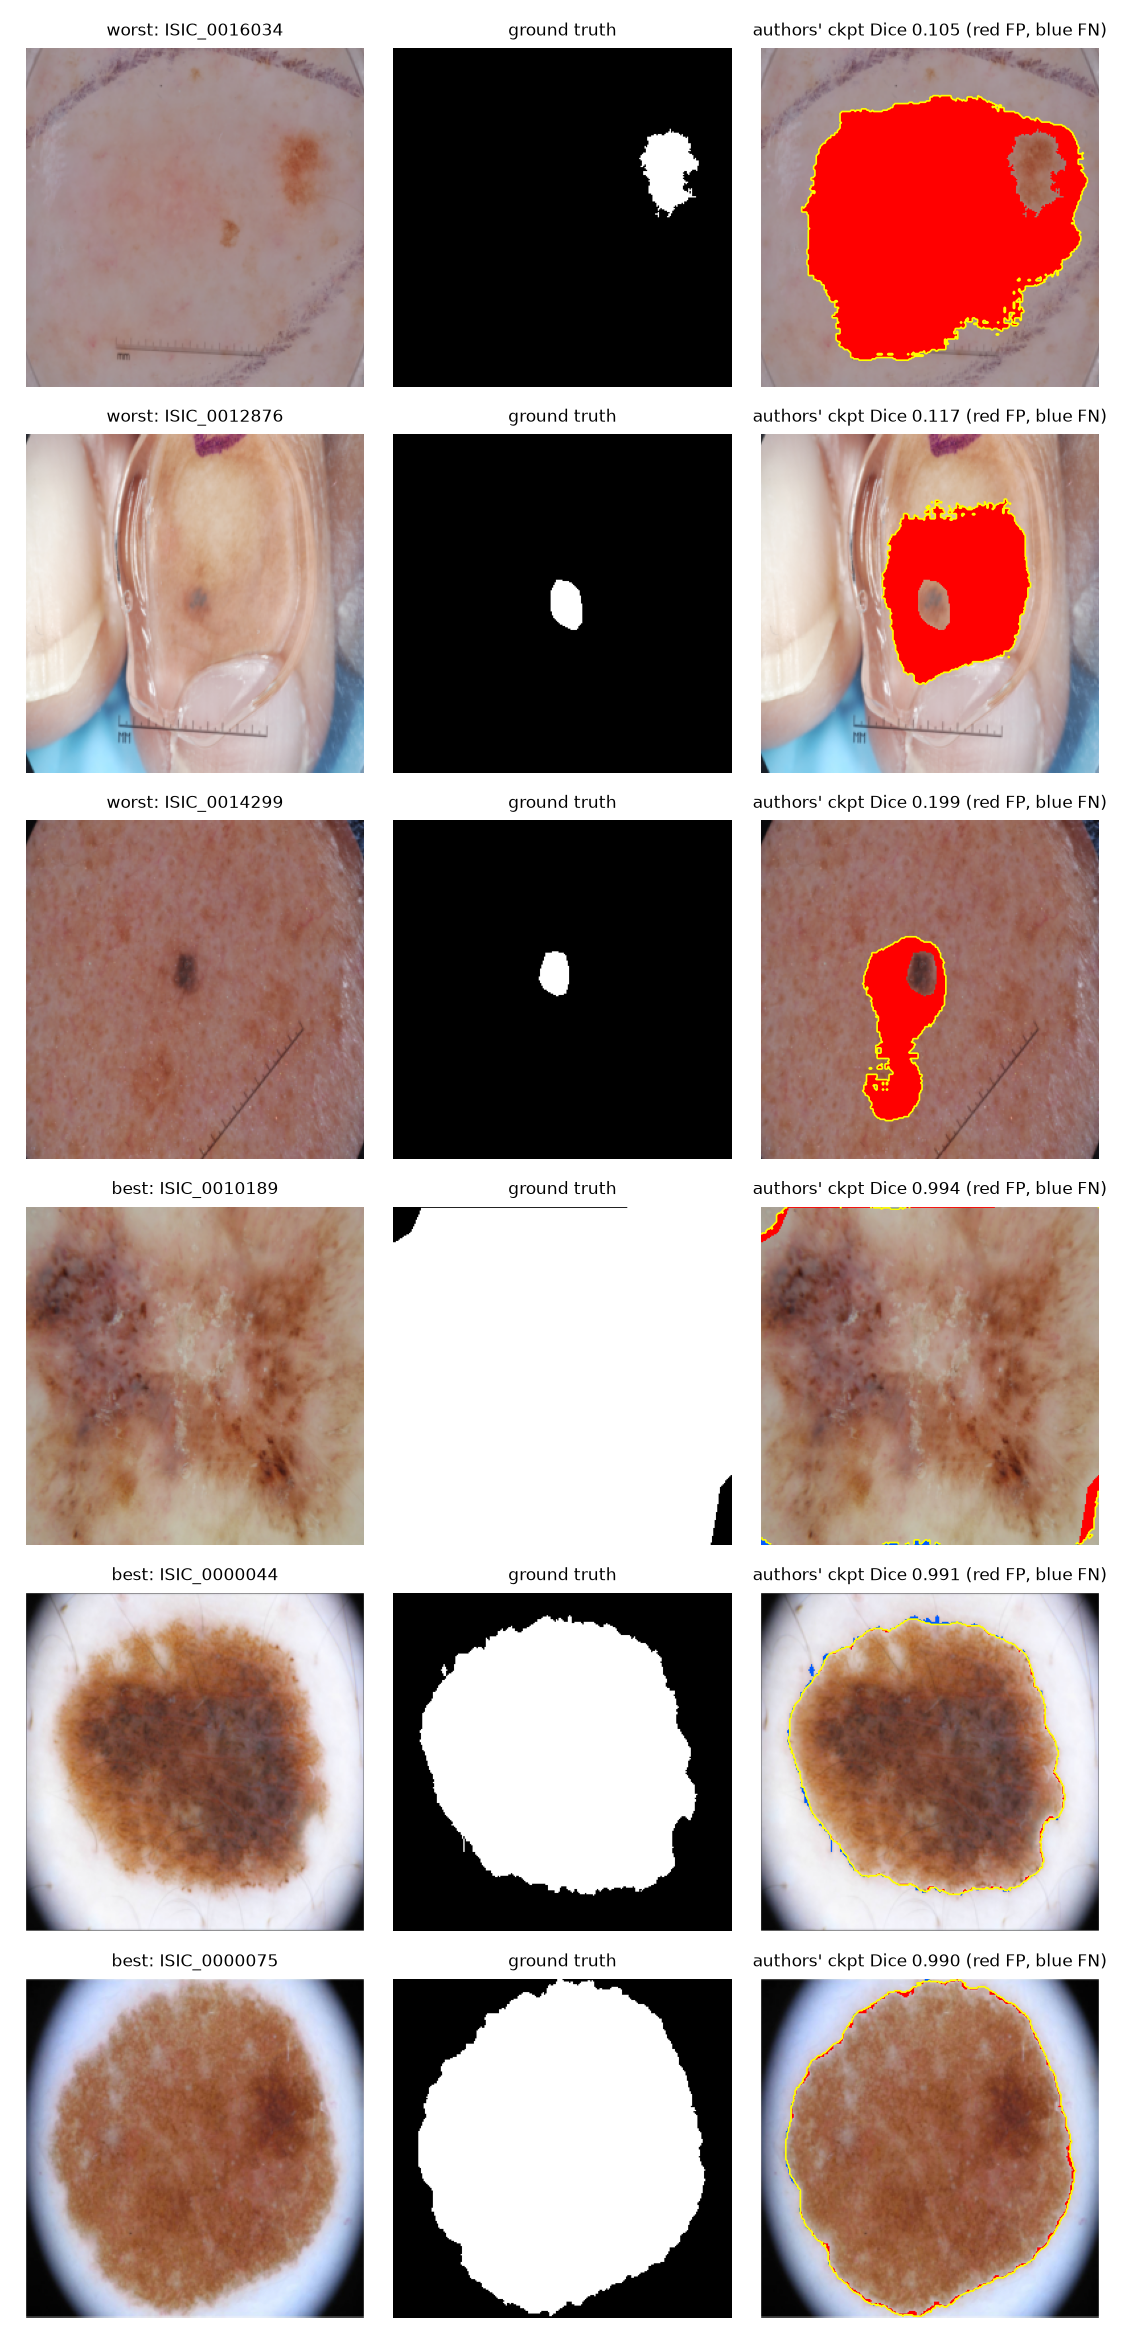 worst: ISIC_0016034
ground truth
authors' ckpt Dice 0.105 (red FP, blue FN)
mm
worst: ISIC_0012876
ground truth
authors' ckpt Dice 0.117 (red FP, blue FN)
MM
MM
worst: ISIC_0014299
ground truth
authors' ckpt Dice 0.199 (red FP, blue FN)
best: ISIC_0010189
ground truth
authors' ckpt Dice 0.994 (red FP, blue FN)
best: ISIC_0000044
ground truth
authors' ckpt Dice 0.991 (red FP, blue FN)
best: ISIC_0000075
ground truth
authors' ckpt Dice 0.990 (red FP, blue FN)